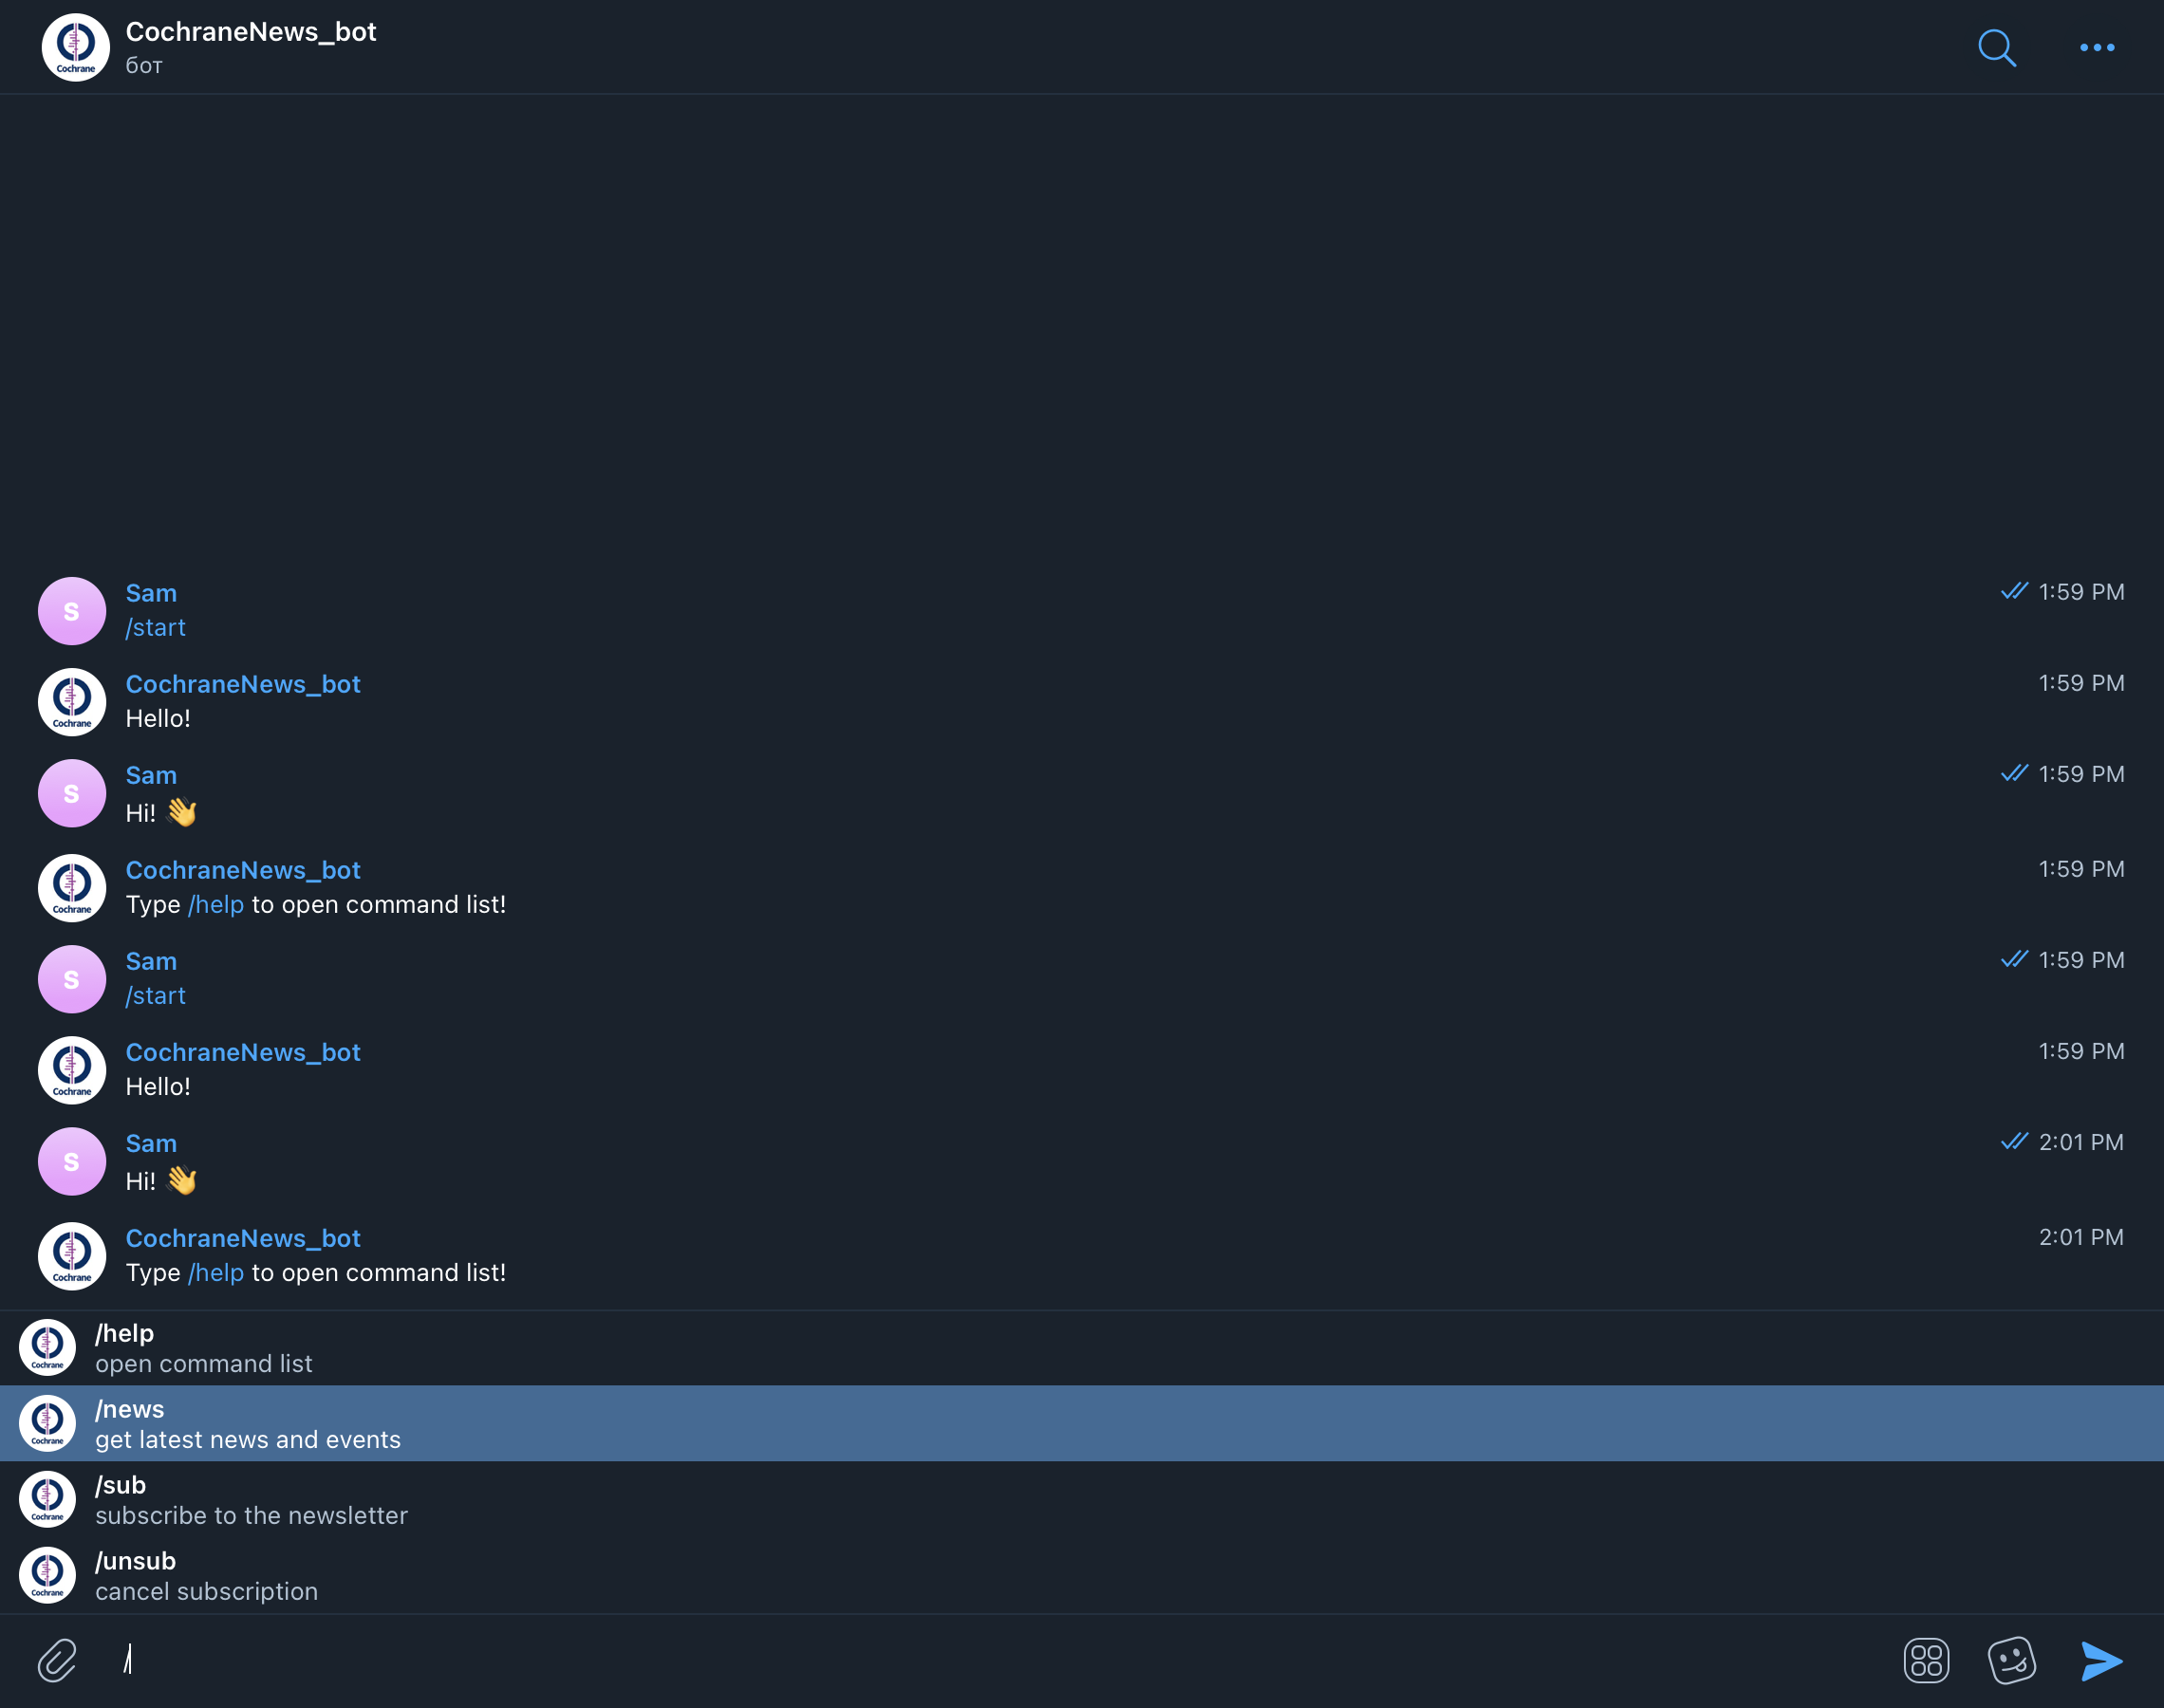 CochraneNews_bot
бот
Cochrane
Sam
1:59 PM
/start
S
CochraneNews_bot
1:59 PM
Hello!
Cochrane
Sam
1:59 PM
Hi! 👋
S
CochraneNews_bot
1:59 PM
Type /help to open command list!
Cochrane
Sam
1:59 PM
/start
S
CochraneNews_bot
1:59 PM
Hello!
Cochrane
Sam
2:01 PM
Hi! 👋
S
CochraneNews_bot
2:01 PM
Type /help to open command list!
Cochrane
/help
open command list
Cochrane
/news
get latest news and events
Cochrane
/sub
subscribe to the newsletter
Cochrane
/unsub
cancel subscription
Cochrane
/